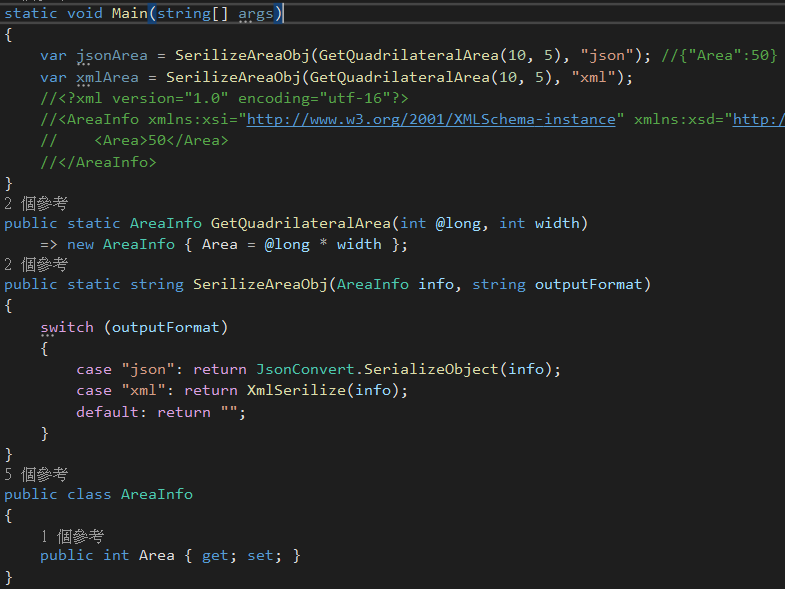 static void Main(string[] args)
{
    var jsonArea = SerilizeAreaObj(GetQuadrilateralArea(10, 5), "json"); //{"Area":50}
    var xmlArea = SerilizeAreaObj(GetQuadrilateralArea(10, 5), "xml");
    //<?xml version="1.0" encoding="utf-16"?>
    //<AreaInfo xmlns:xsi="http://www.w3.org/2001/XMLSchema-instance" xmlns:xsd="http:/
    //    <Area>50</Area>
    //</AreaInfo>
}
2 個參考
public static AreaInfo GetQuadrilateralArea(int @long, int width)
    => new AreaInfo { Area = @long * width };
2 個參考
public static string SerilizeAreaObj(AreaInfo info, string outputFormat)
{
    switch (outputFormat)
    {
        case "json": return JsonConvert.SerializeObject(info);
        case "xml": return XmlSerilize(info);
        default: return "";
    }
}
5 個參考
public class AreaInfo
{
    1 個參考
    public int Area { get; set; }
}